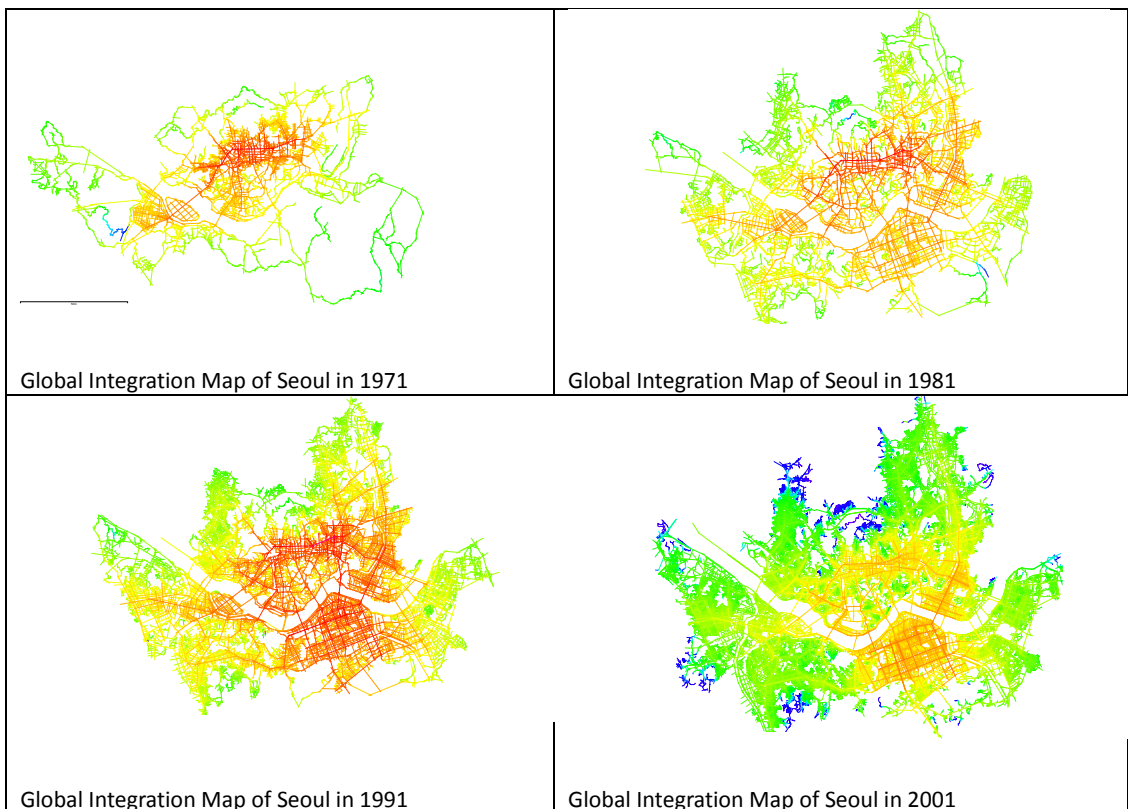 Global Integration Map of Seoul in 1971
Global Integration Map of Seoul in 1981
Global Integration Map of Seoul in 1991
Global Integration Map of Seoul in 2001